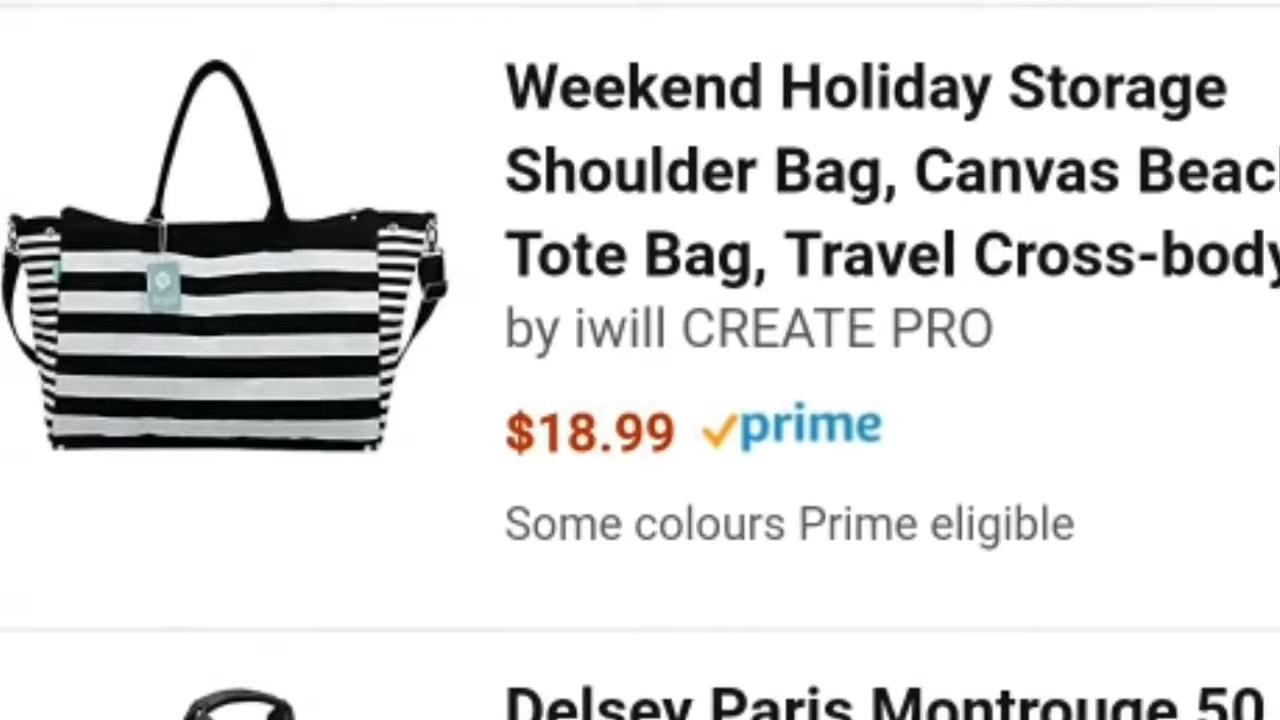 Weekend Holiday Storage
Shoulder Bag, Canvas Beac
Tote Bag, Travel Cross-body
by iwill CREATE PRO
$18.99 prime
Some colours Prime eligible
Delsey Paris Montrouge 50